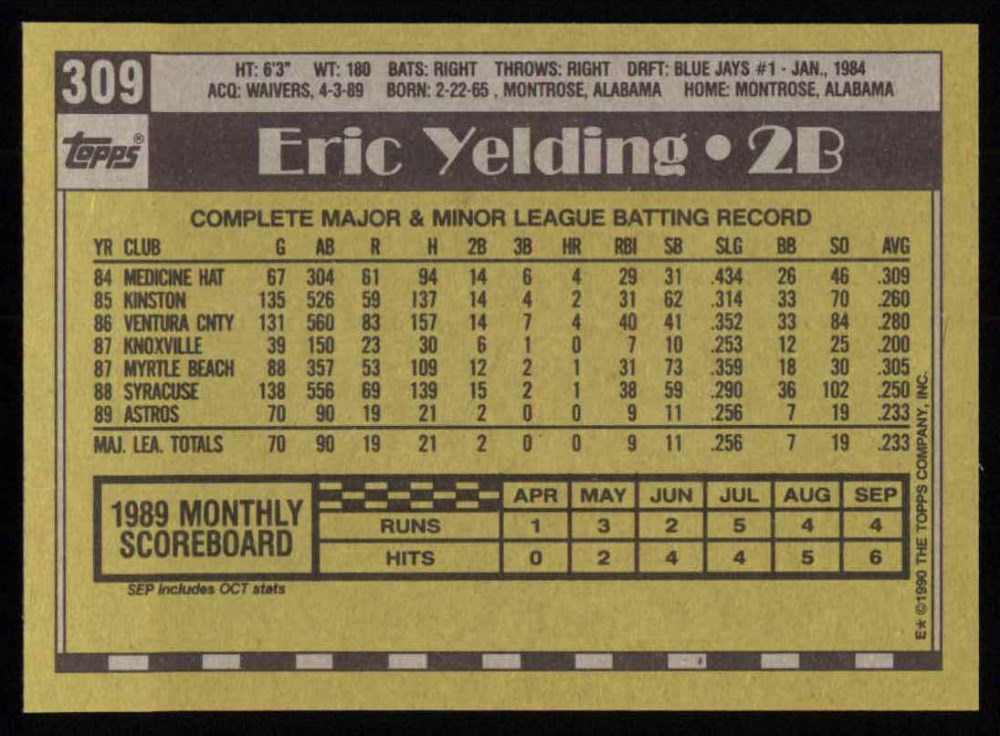 309
HT: 6'3" WT: 180 BATS: RIGHT THROWS: RIGHT DRFT: BLUE JAYS #1 - JAN., 1984
ACQ: WAIVERS, 4-3-89 BORN: 2-22-65 , MONTROSE, ALABAMA HOME: MONTROSE, ALABAMA
topps®
Eric Yelding • 2B
COMPLETE MAJOR & MINOR LEAGUE BATTING RECORD
YR CLUB G AB R H 2B 3B HR RBI SB SLG BB SO AVG
84 MEDICINE HAT 67 304 61 94 14 6 4 29 31 .434 26 46 .309
85 KINSTON 135 526 59 137 14 4 2 31 62 .314 33 70 .260
86 VENTURA CNTY 131 560 83 157 14 7 4 40 41 .352 33 84 .280
87 KNOXVILLE 39 150 23 30 6 1 0 7 10 .253 12 25 .200
87 MYRTLE BEACH 88 357 53 109 12 2 1 31 73 .359 18 30 .305
88 SYRACUSE 138 556 69 139 15 2 1 38 59 .290 36 102 .250
89 ASTROS 70 90 19 21 2 0 0 9 11 .256 7 19 .233
MAJ. LEA. TOTALS 70 90 19 21 2 0 0 9 11 .256 7 19 .233
1989 MONTHLY
SCOREBOARD
APR MAY JUN JUL AUG SEP
RUNS 1 3 2 5 4 4
HITS 0 2 4 4 5 6
SEP includes OCT stats
E* ©1990 THE TOPPS COMPANY, INC.